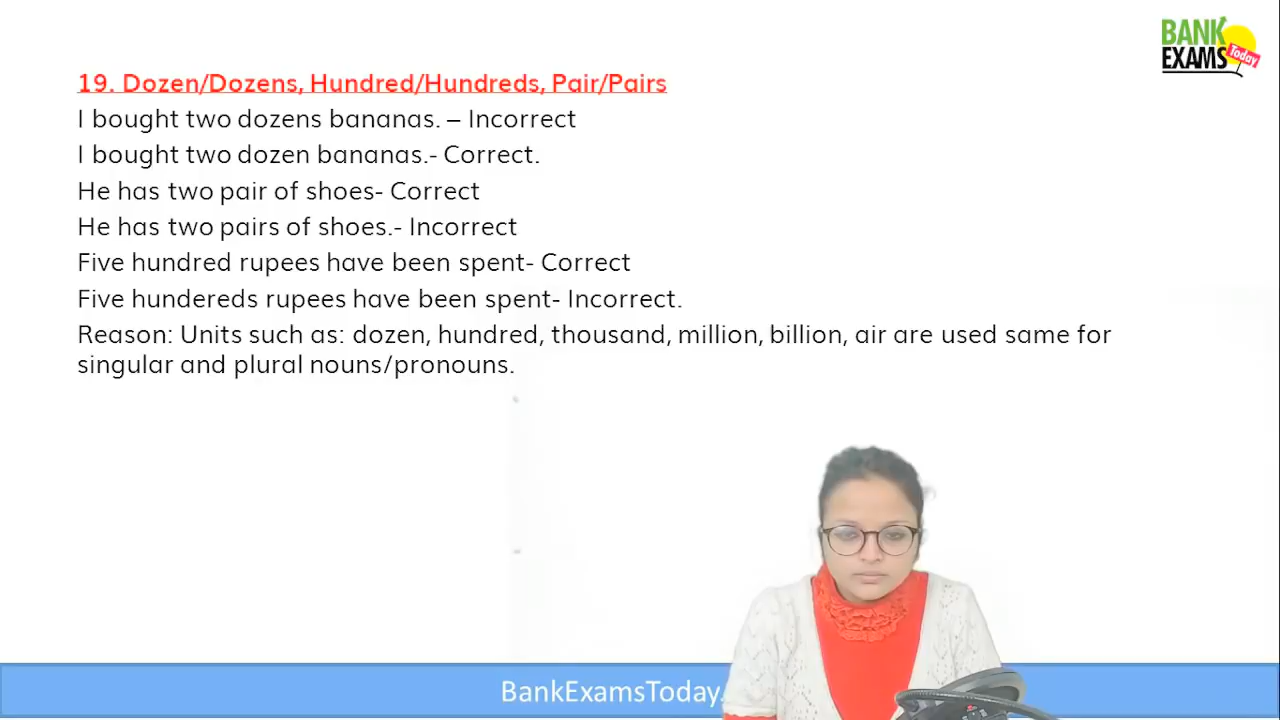 BANK
EXAMS
Today
19. Dozen/Dozens, Hundred/Hundreds, Pair/Pairs
I bought two dozens bananas. – Incorrect
I bought two dozen bananas.- Correct.
He has two pair of shoes- Correct
He has two pairs of shoes.- Incorrect
Five hundred rupees have been spent- Correct
Five hundereds rupees have been spent- Incorrect.
Reason: Units such as: dozen, hundred, thousand, million, billion, air are used same for
singular and plural nouns/pronouns.
BankExamsToday.